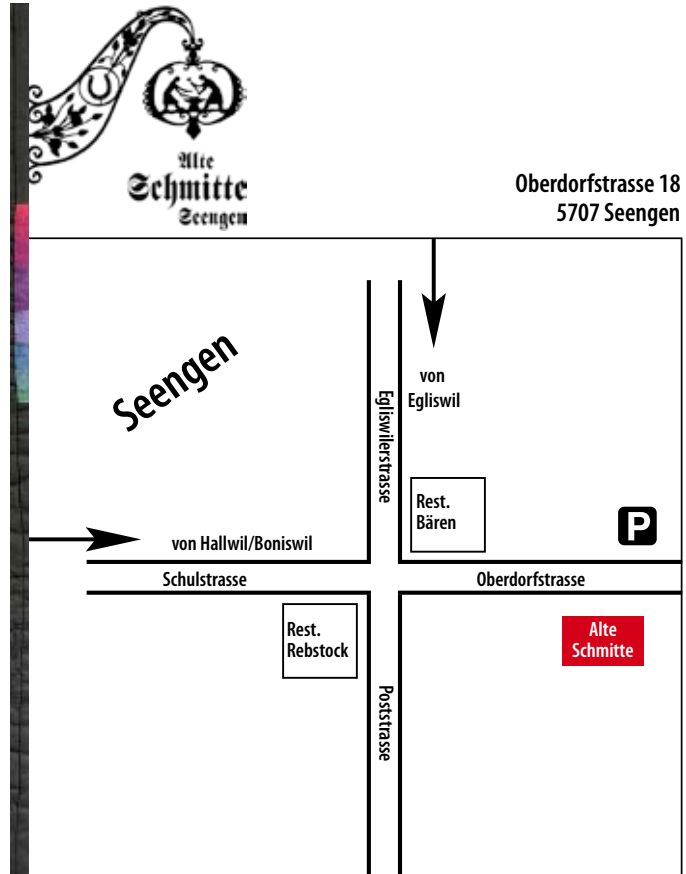 Alte
Schmitte
Seengen
Oberdorfstrasse 18
5707 Seengen
Seengen
von
Egliswil
Egliswilerstrasse
Rest.
Bären
P
von Hallwil/Boniswil
Schulstrasse
Oberdorfstrasse
Rest.
Rebstock
Alte
Schmitte
Poststrasse